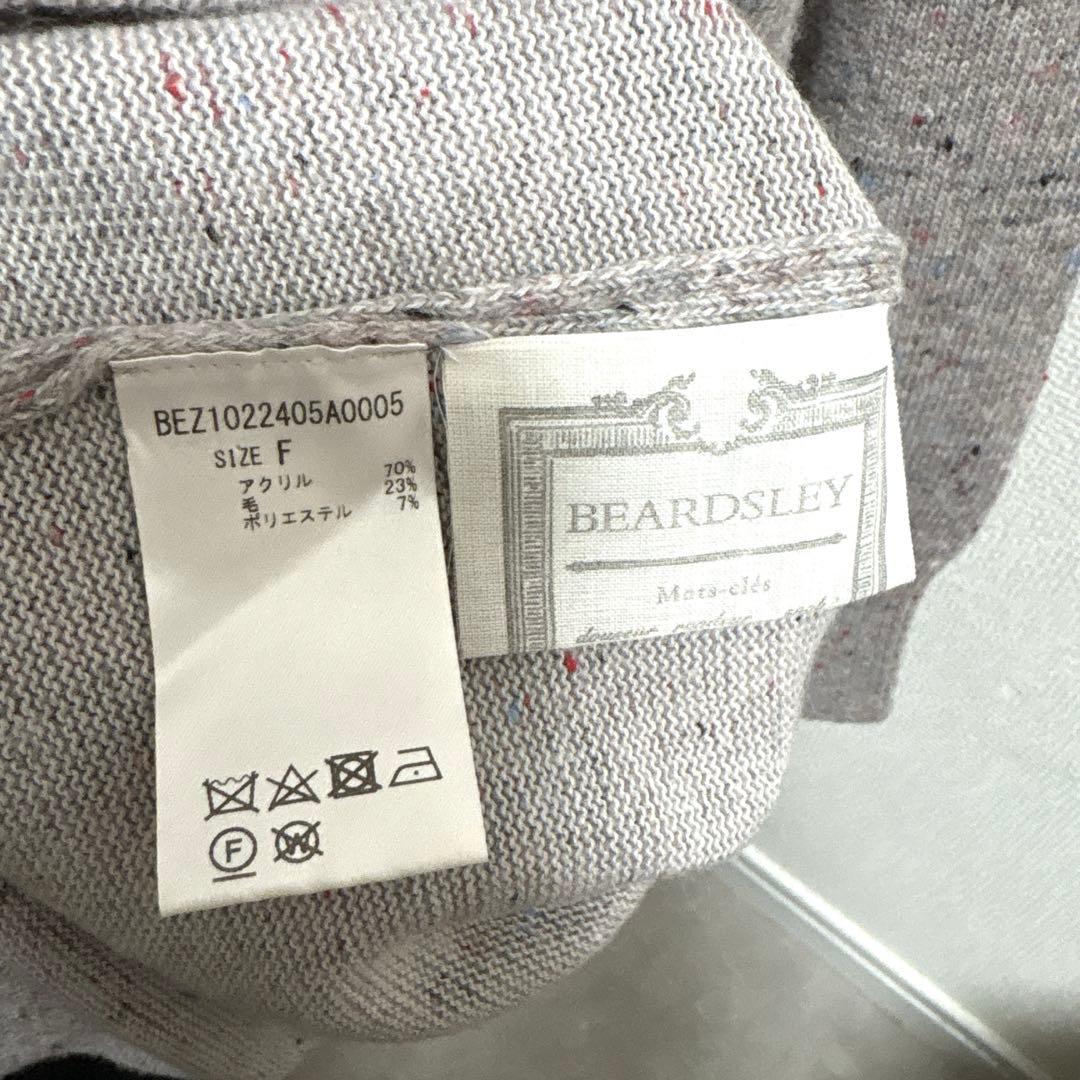 BEZ1022405A0005
SIZE F
アクリル 70%
毛 23%
ポリエステル 7%
F
W
BEARDSLEY
Mots-clés